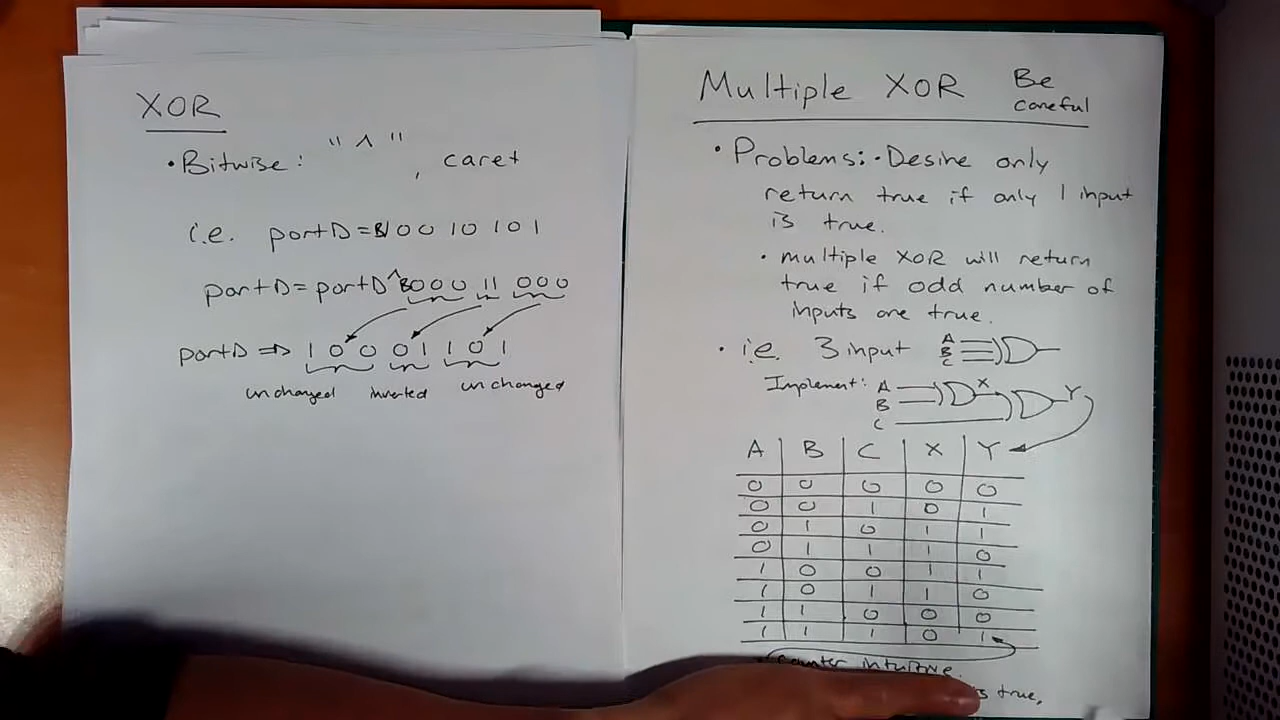 XOR
• Bitwise: "^", caret
i.e. portD = B10010101
portD = portD^B00011000
portD ⇒ 10001101
unchanged inverted unchanged
Multiple XOR Be careful
• Problems: • Desire only
return true if only 1 input
is true.
• multiple XOR will return
true if odd number of
inputs are true.
• i.e. 3 input A B C
Implement: A B C X Y
A B C X Y
0 0 0 0 0
0 0 1 0 1
0 1 0 1 1
0 1 1 1 0
1 0 0 1 1
1 0 1 1 0
1 1 0 0 0
1 1 1 0 1
Counter intuitive.
is true,